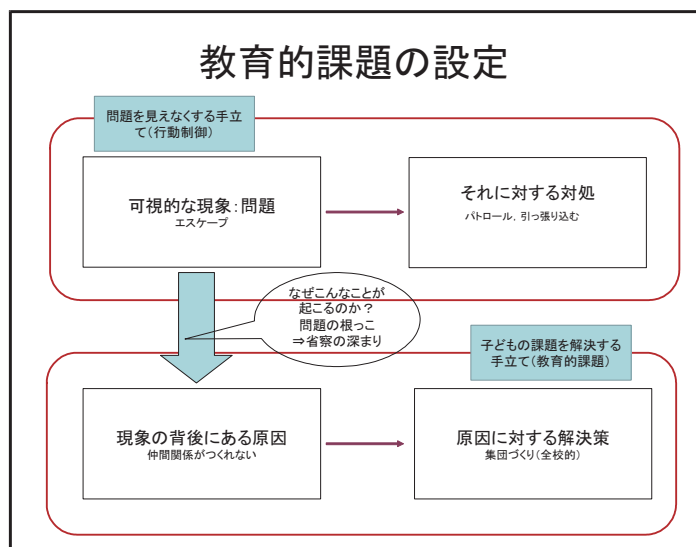 教育的課題の設定
問題を見えなくする手立
て(行動制御)
可視的な現象:問題
エスケープ
それに対する対処
パトロール，引っ張り込む
なぜこんなことが
起こるのか？
問題の根っこ
⇒省察の深まり
子どもの課題を解決する
手立て(教育的課題)
現象の背後にある原因
仲間関係がつくれない
原因に対する解決策
集団づくり(全校的)